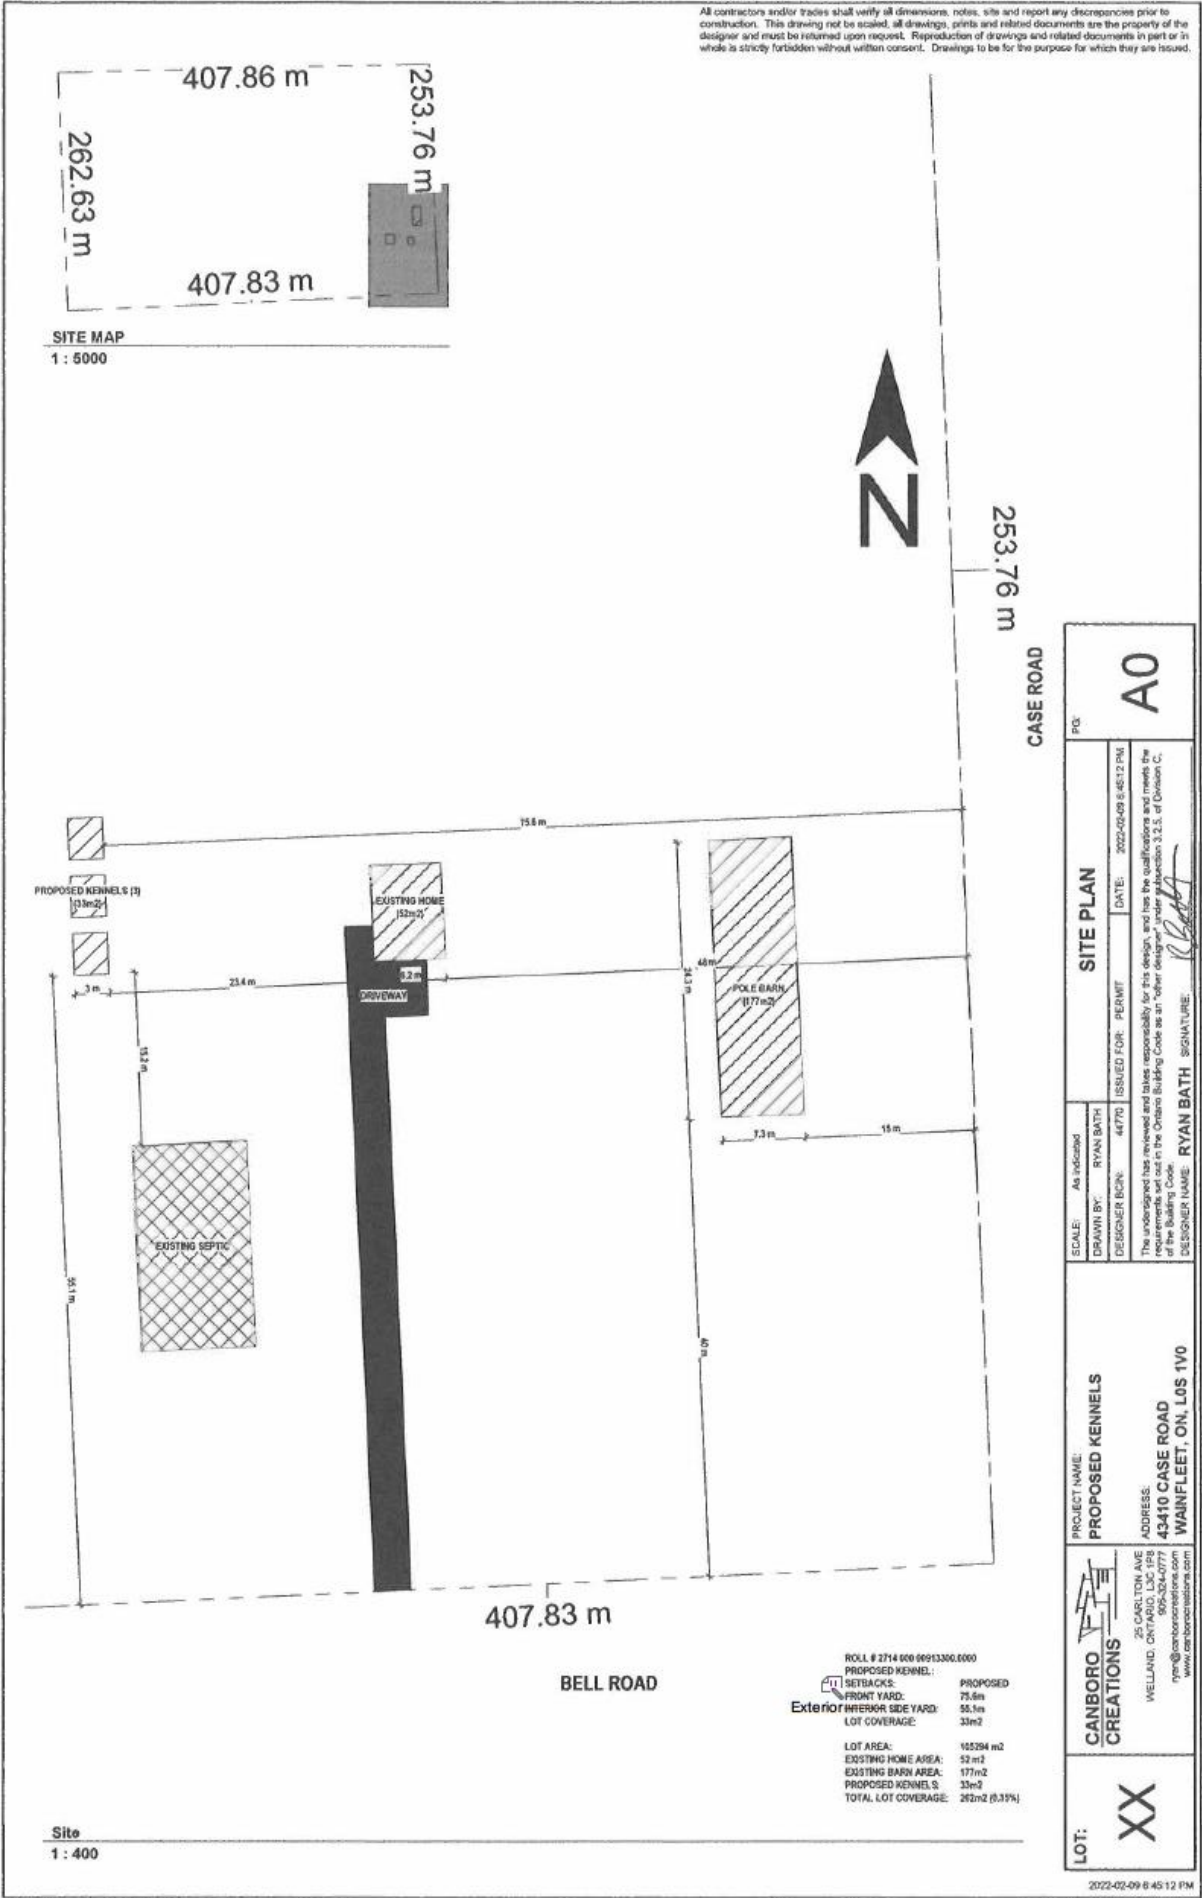 All contractors and/or trades shall verify all dimensions, notes, site and report any discrepancies prior to
construction. This drawing not be scaled, all drawings, prints and related documents are the property of the
designer and must be returned upon request. Reproduction of drawings and related documents in part or in
whole is strictly forbidden without written consent. Drawings to be for the purpose for which they are issued.
407.86 m
253.76 m
262.63 m
407.83 m
SITE MAP
1 : 5000
N
253.76 m
CASE ROAD
75.6 m
PROPOSED KENNELS (3)
(33m2)
EXISTING HOME
(52m2)
3 m
23.4 m
6.2 m
DRIVEWAY
46m
24.3 m
POLE BARN
(177m2)
15.2 m
7.3 m
15 m
EXISTING SEPTIC
55.1 m
40 m
407.83 m
BELL ROAD
ROLL # 2714 000 00913300.0000
PROPOSED KENNEL:
SETBACKS: PROPOSED
FRONT YARD: 75.6m
Exterior INTERIOR SIDE YARD: 55.1m
LOT COVERAGE: 33m2
LOT AREA: 105294 m2
EXISTING HOME AREA: 52 m2
EXISTING BARN AREA: 177m2
PROPOSED KENNELS: 33m2
TOTAL LOT COVERAGE: 262m2
Site
1 : 400
LOT:
XX
CANBORO
CREATIONS
25 CARLTON AVE
WELLAND, ONTARIO, L3C 1P8
905-324-0777
ryan@canborocreations.com
www.canborocreations.com
PROJECT NAME:
PROPOSED KENNELS
ADDRESS:
43410 CASE ROAD
WAINFLEET, ON, L0S 1V0
SCALE: As indicated
DRAWN BY: RYAN BATH
DESIGNER BCIN: 44770
SITE PLAN
ISSUED FOR: PERMIT
DATE: 2022-02-09 6:45:12 PM
The undersigned has reviewed and takes responsibility for this design, and has the qualifications and meets the
requirements set out in the Ontario Building Code as an "other designer" under subsection 3.2.5. of Division C,
of the Building Code.
DESIGNER NAME: RYAN BATH SIGNATURE:
PG:
A0
2022-02-09 6:45:12 PM